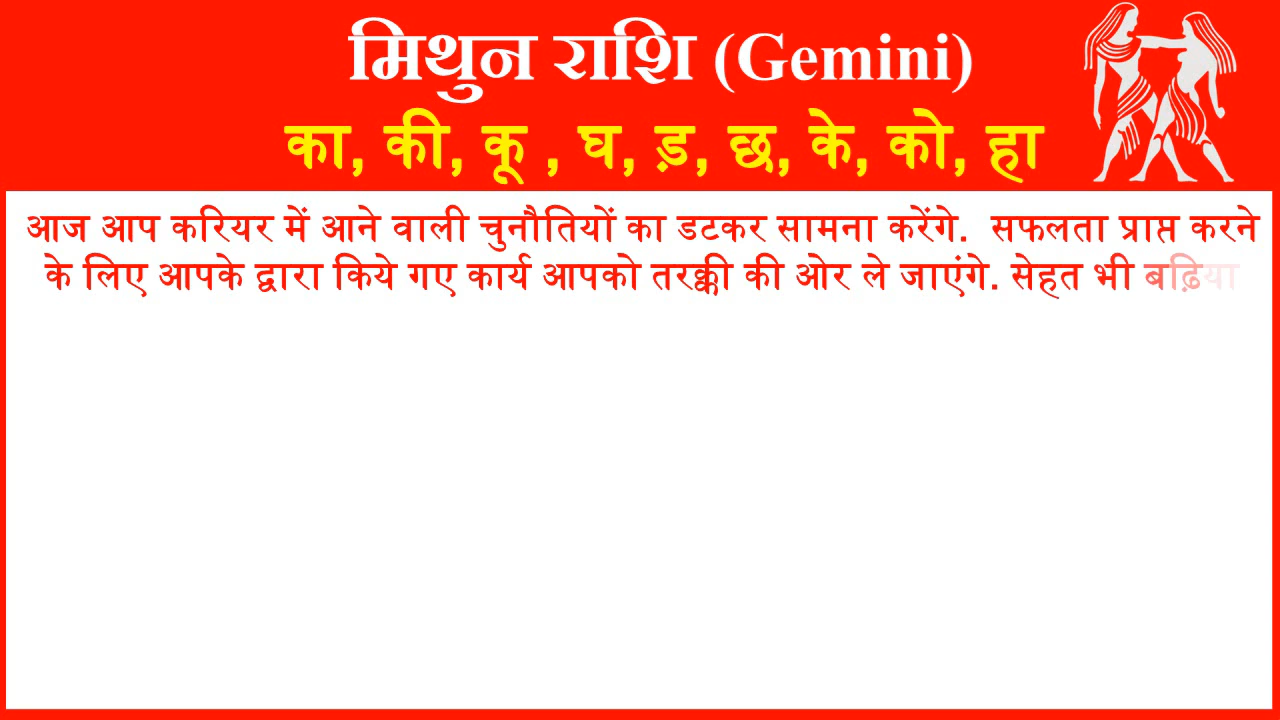 मिथुन राशि (Gemini)
का, की, कू , घ, ड़, छ, के, को, हा
आज आप करियर में आने वाली चुनौतियों का डटकर सामना करेंगे. सफलता प्राप्त करने
के लिए आपके द्वारा किये गए कार्य आपको तरक्की की ओर ले जाएंगे. सेहत भी बढ़िया